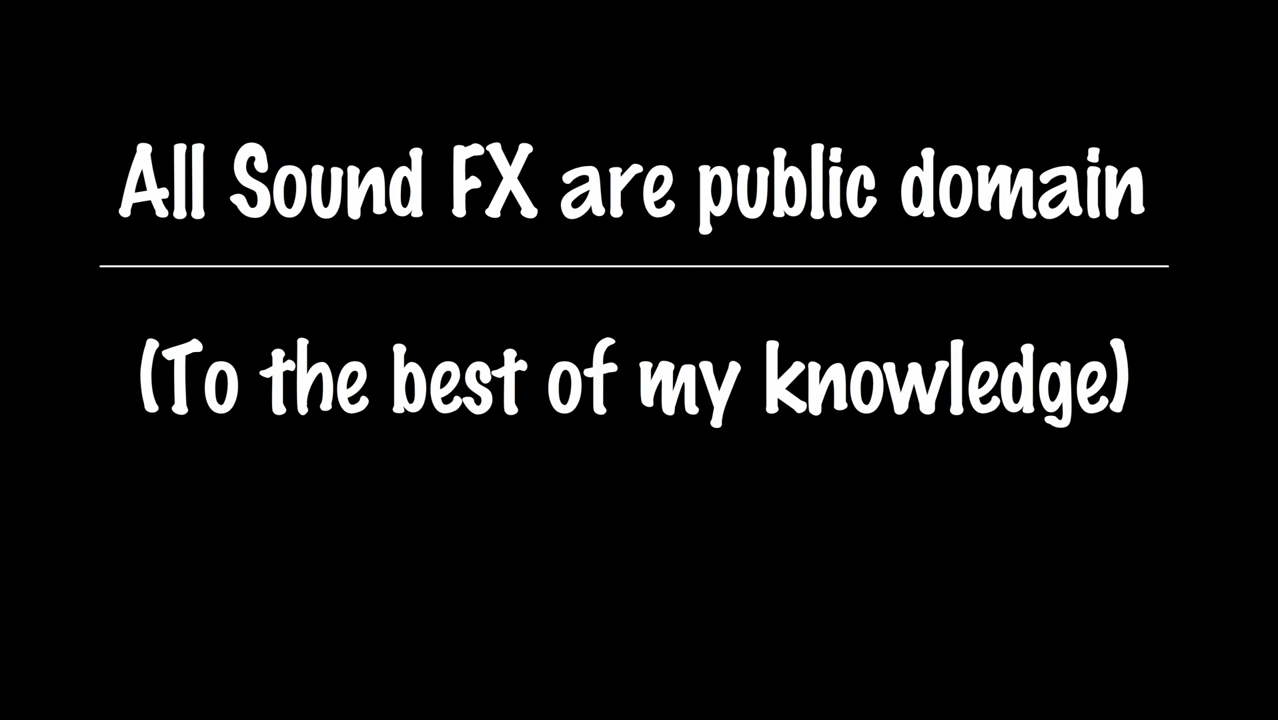 All Sound FX are public domain
(To the best of my knowledge)